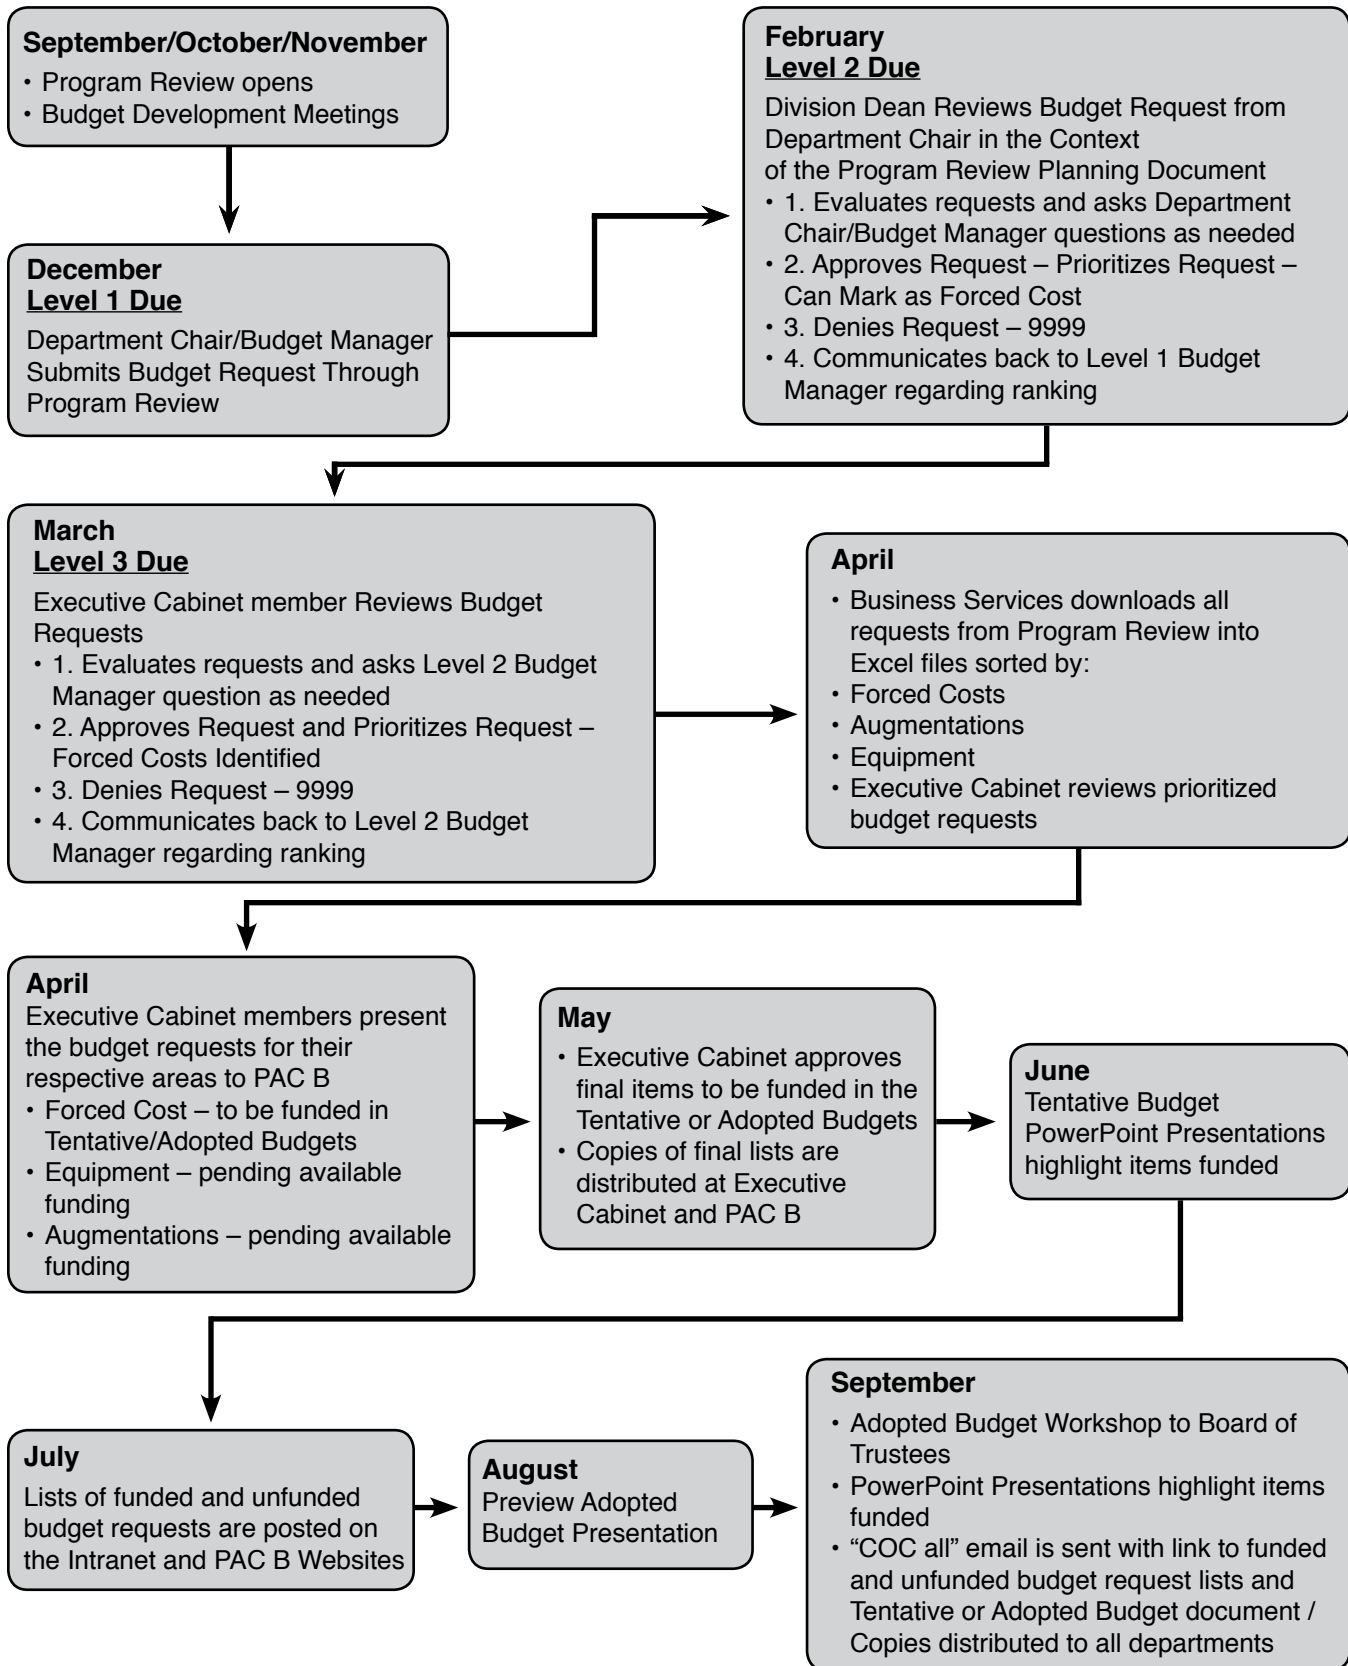 September/October/November
• Program Review opens
• Budget Development Meetings
December
Level 1 Due
Department Chair/Budget Manager
Submits Budget Request Through
Program Review
February
Level 2 Due
Division Dean Reviews Budget Request from
Department Chair in the Context
of the Program Review Planning Document
• 1. Evaluates requests and asks Department
Chair/Budget Manager questions as needed
• 2. Approves Request – Prioritizes Request –
Can Mark as Forced Cost
• 3. Denies Request – 9999
• 4. Communicates back to Level 1 Budget
Manager regarding ranking
March
Level 3 Due
Executive Cabinet member Reviews Budget
Requests
• 1. Evaluates requests and asks Level 2 Budget
Manager question as needed
• 2. Approves Request and Prioritizes Request –
Forced Costs Identified
• 3. Denies Request – 9999
• 4. Communicates back to Level 2 Budget
Manager regarding ranking
April
• Business Services downloads all
requests from Program Review into
Excel files sorted by:
• Forced Costs
• Augmentations
• Equipment
• Executive Cabinet reviews prioritized
budget requests
April
Executive Cabinet members present
the budget requests for their
respective areas to PAC B
• Forced Cost – to be funded in
Tentative/Adopted Budgets
• Equipment – pending available
funding
• Augmentations – pending available
funding
May
• Executive Cabinet approves
final items to be funded in the
Tentative or Adopted Budgets
• Copies of final lists are
distributed at Executive
Cabinet and PAC B
June
Tentative Budget
PowerPoint Presentations
highlight items funded
July
Lists of funded and unfunded
budget requests are posted on
the Intranet and PAC B Websites
August
Preview Adopted
Budget Presentation
September
• Adopted Budget Workshop to Board of
Trustees
• PowerPoint Presentations highlight items
funded
• “COC all” email is sent with link to funded
and unfunded budget request lists and
Tentative or Adopted Budget document /
Copies distributed to all departments